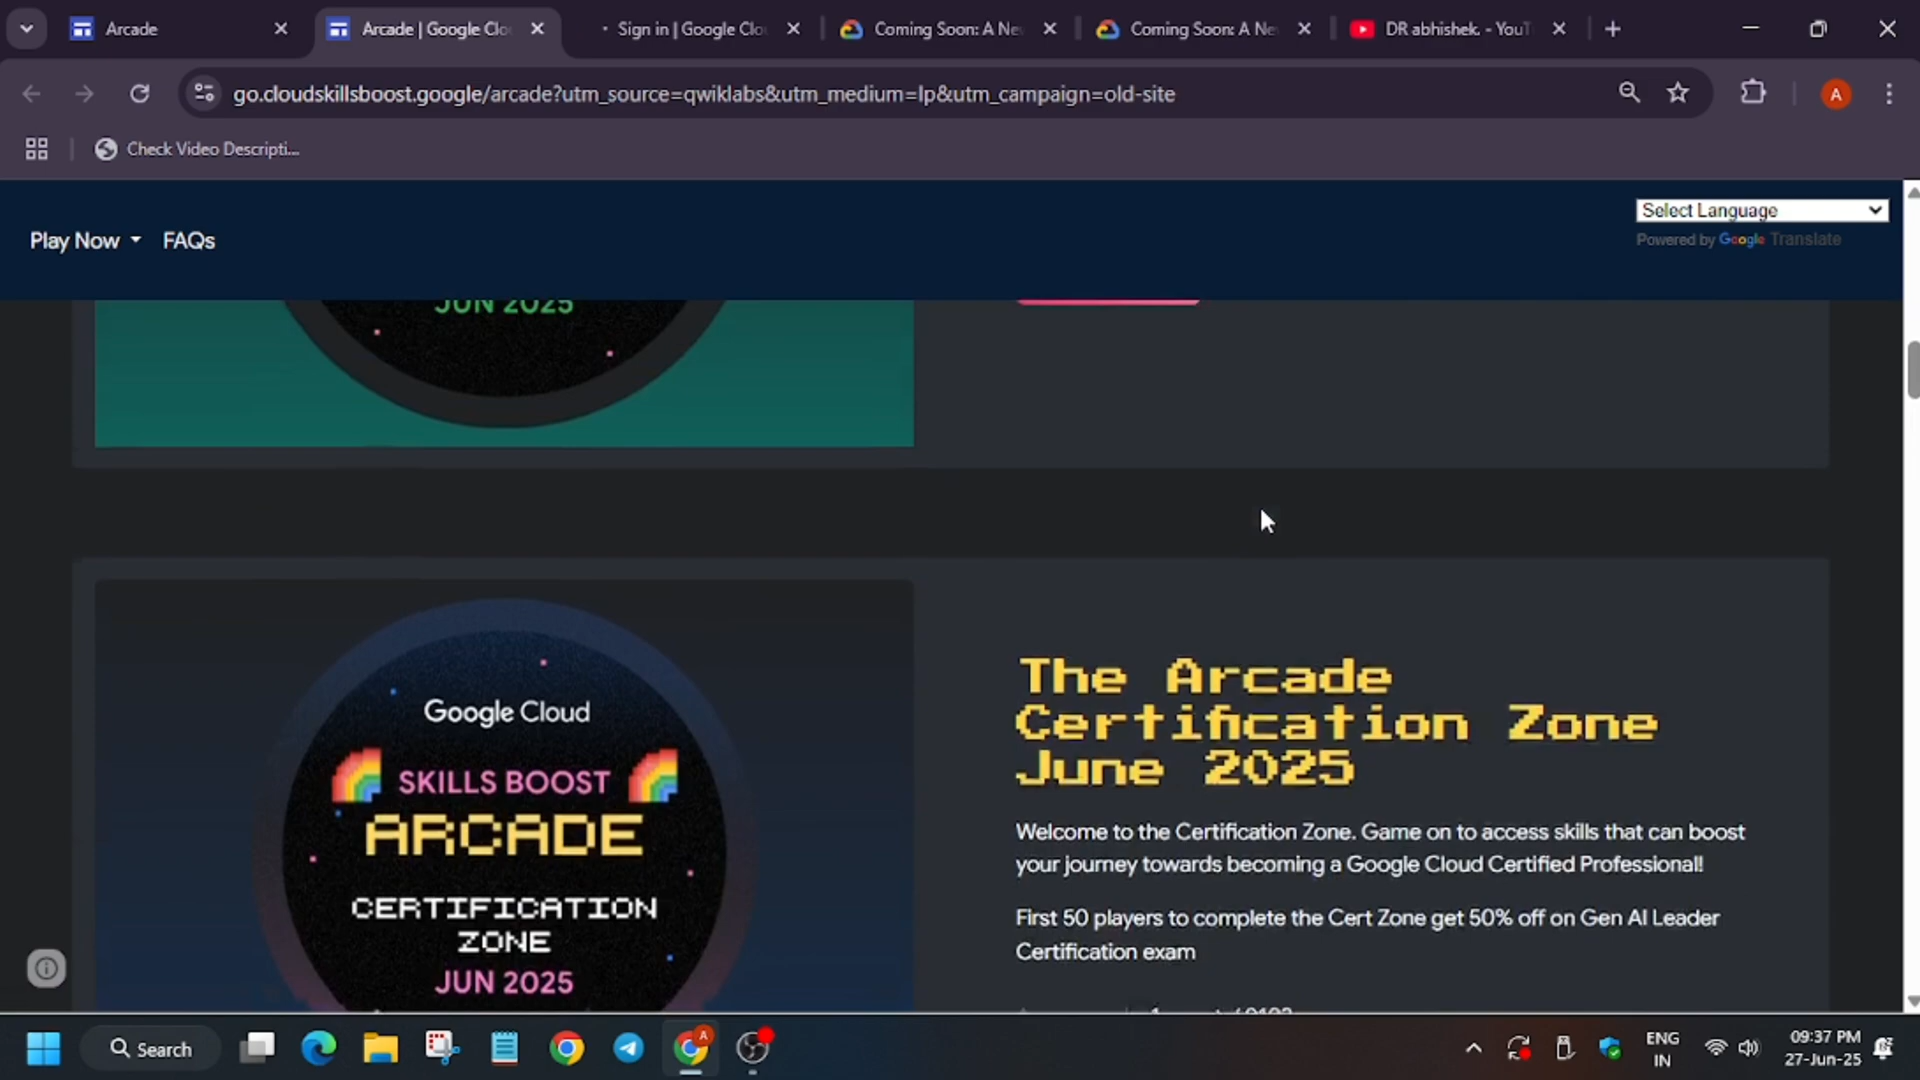 Arcade
Arcade | Google Clo
Sign in | Google Clo
Coming Soon: A Ne
Coming Soon: A Ne
DR abhishek. - YouT
go.cloudskillsboost.google/arcade?utm_source=qwiklabs&utm_medium=lp&utm_campaign=old-site
A
Check Video Descripti...
Play Now
FAQs
Select Language
Powered by Google Translate
JUN 2025
Google Cloud
SKILLS BOOST
ARCADE
CERTIFICATION
ZONE
JUN 2025
The Arcade
Certification Zone
June 2025
Welcome to the Certification Zone. Game on to access skills that can boost
your journey towards becoming a Google Cloud Certified Professional!
First 50 players to complete the Cert Zone get 50% off on Gen AI Leader
Certification exam
Search
A
ENG
IN
09:37 PM
27-Jun-25